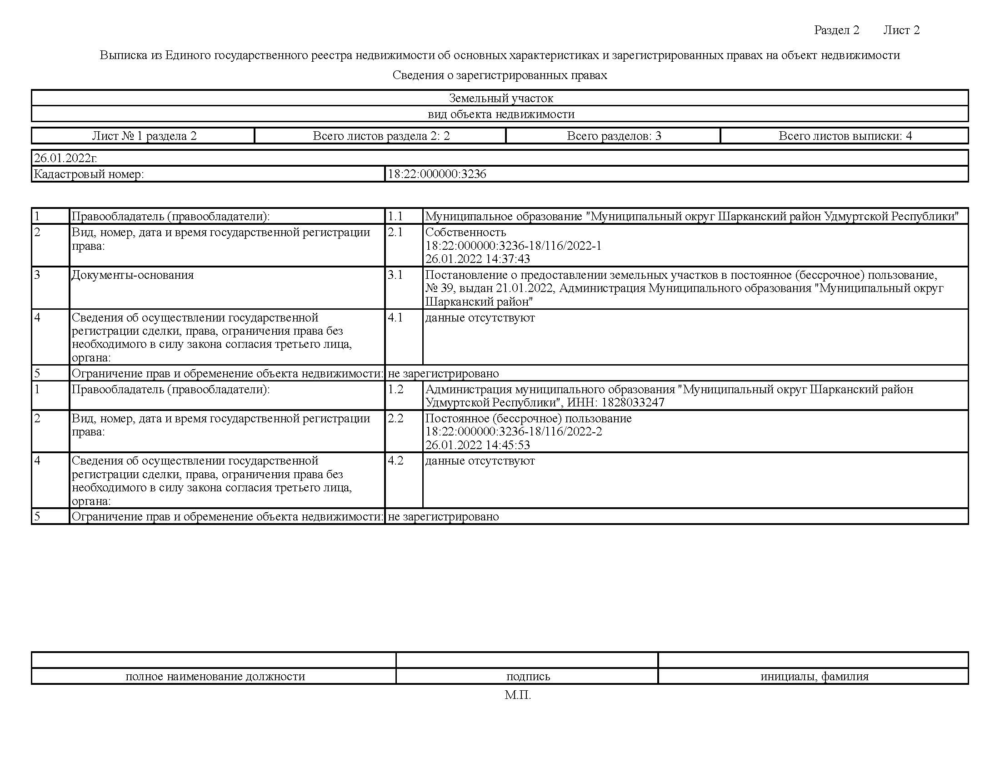 Раздел 2 Лист 2
Выписка из Единого государственного реестра недвижимости об основных характеристиках и зарегистрированных правах на объект недвижимости
Сведения о зарегистрированных правах
Земельный участок
вид объекта недвижимости
Лист № 1 раздела 2 Всего листов раздела 2: 2 Всего разделов: 3 Всего листов выписки: 4
26.01.2022г.
Кадастровый номер: 18:22:000000:3236
1 Правообладатель (правообладатели): 1.1 Муниципальное образование "Муниципальный округ Шарканский район Удмуртской Республики"
2 Вид, номер, дата и время государственной регистрации 2.1 Собственность
права: 18:22:000000:3236-18/116/2022-1
26.01.2022 14:37:43
3 Документы-основания 3.1 Постановление о предоставлении земельных участков в постоянное (бессрочное) пользование,
№ 39, выдан 21.01.2022, Администрация Муниципального образования "Муниципальный округ
Шарканский район"
4 Сведения об осуществлении государственной 4.1 данные отсутствуют
регистрации сделки, права, ограничения права без
необходимого в силу закона согласия третьего лица,
органа:
5 Ограничение прав и обременение объекта недвижимости: не зарегистрировано
1 Правообладатель (правообладатели): 1.2 Администрация муниципального образования "Муниципальный округ Шарканский район
Удмуртской Республики", ИНН: 1828033247
2 Вид, номер, дата и время государственной регистрации 2.2 Постоянное (бессрочное) пользование
права: 18:22:000000:3236-18/116/2022-2
26.01.2022 14:45:53
4 Сведения об осуществлении государственной 4.2 данные отсутствуют
регистрации сделки, права, ограничения права без
необходимого в силу закона согласия третьего лица,
органа:
5 Ограничение прав и обременение объекта недвижимости: не зарегистрировано
полное наименование должности подпись инициалы, фамилия
М.П.